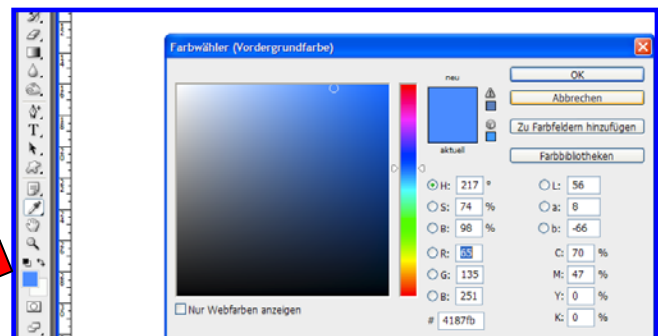 Farbwähler (Vordergrundfarbe)
neu
aktuell
OK
Abbrechen
Zu Farbfeldern hinzufügen
Farbbibliotheken
H: 217 °
S: 74 %
B: 98 %
R: 65
G: 135
B: 251
# 4187fb
L: 56
a: 8
b: -66
C: 70 %
M: 47 %
Y: 0 %
K: 0 %
Nur Webfarben anzeigen
T